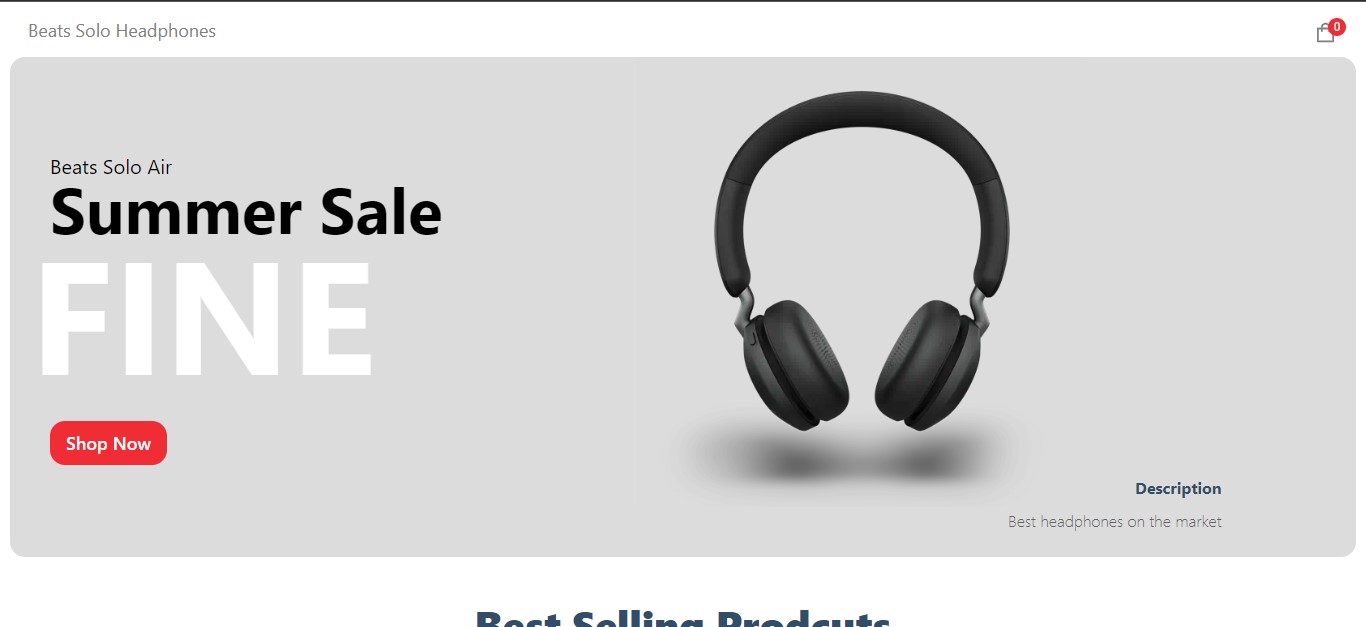 Beats Solo Headphones
0
Beats Solo Air
Summer Sale
FINE
Shop Now
Description
Best headphones on the market
Best Selling Prodcuts